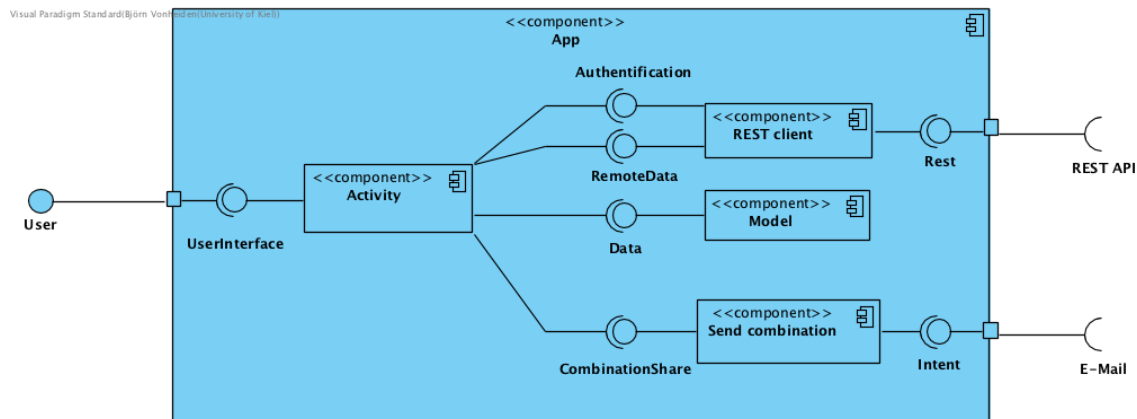 Visual Paradigm Standard(Björn Vonheiden(University of Kiel))
<<component>>
App
Authentification
<<component>>
REST client
Rest
REST API
RemoteData
<<component>>
Activity
User
UserInterface
<<component>>
Model
Data
<<component>>
Send combination
CombinationShare
Intent
E-Mail